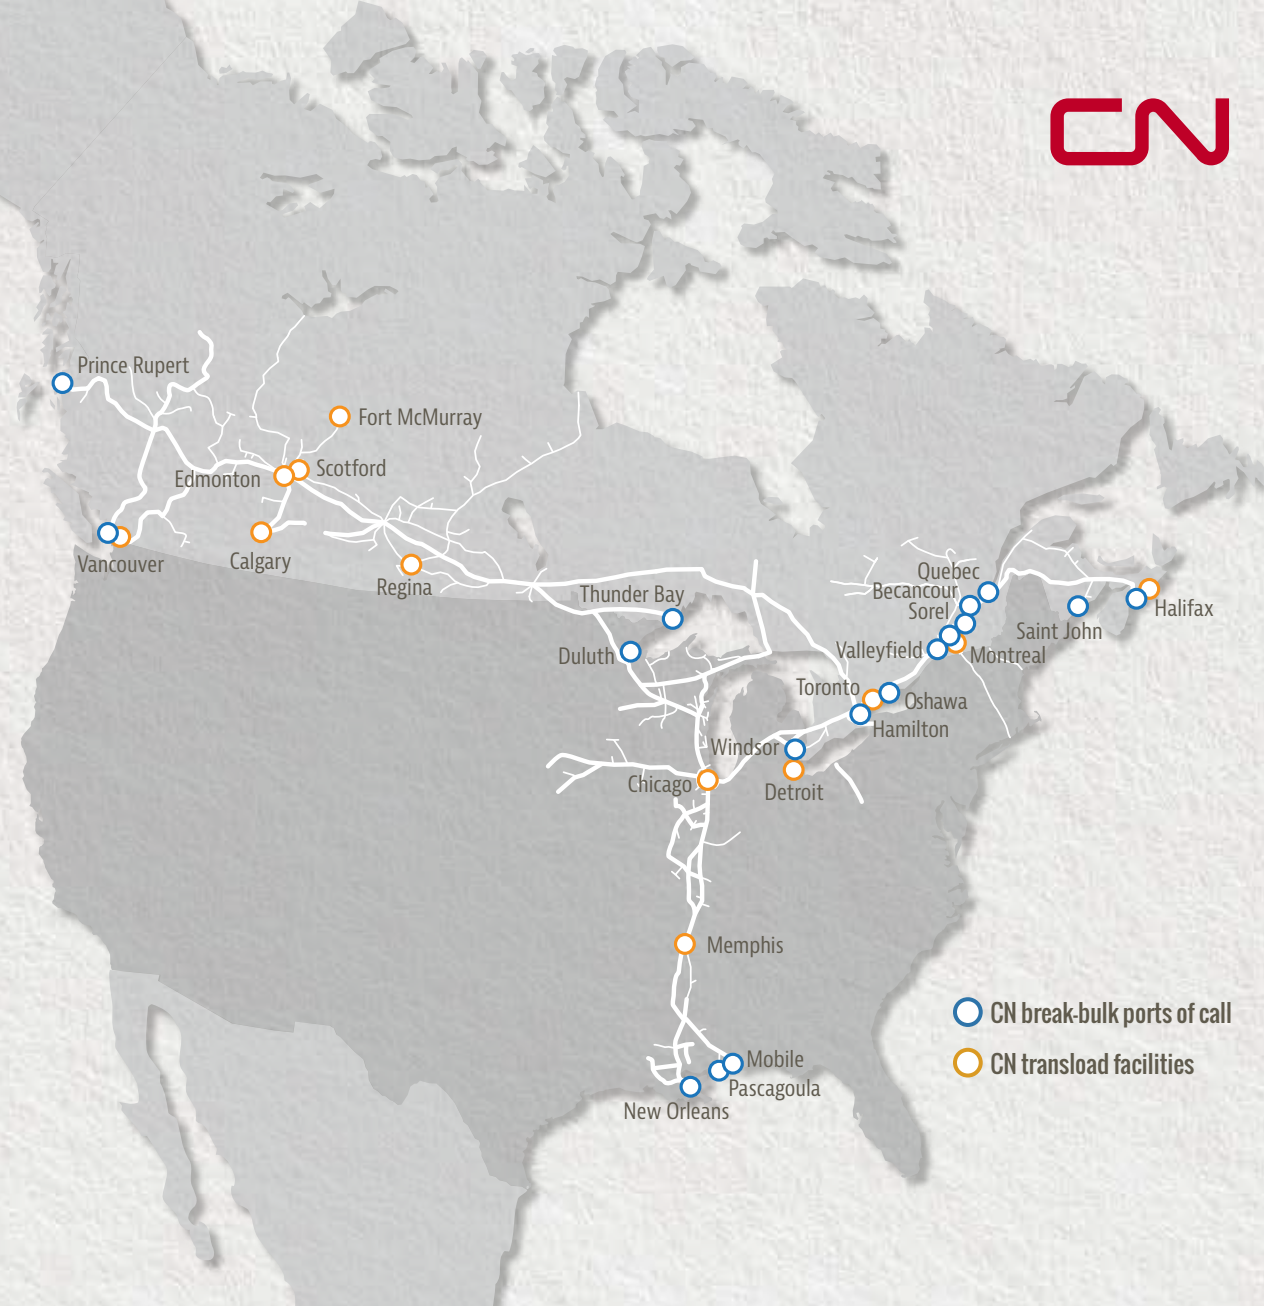 CN
Prince Rupert
Fort McMurray
Scotford
Edmonton
Calgary
Vancouver
Regina
Thunder Bay
Duluth
Quebec
Becancour
Sorel
Halifax
Saint John
Valleyfield
Montreal
Toronto
Oshawa
Hamilton
Windsor
Chicago
Detroit
Memphis
CN break-bulk ports of call
CN transload facilities
Mobile
Pascagoula
New Orleans